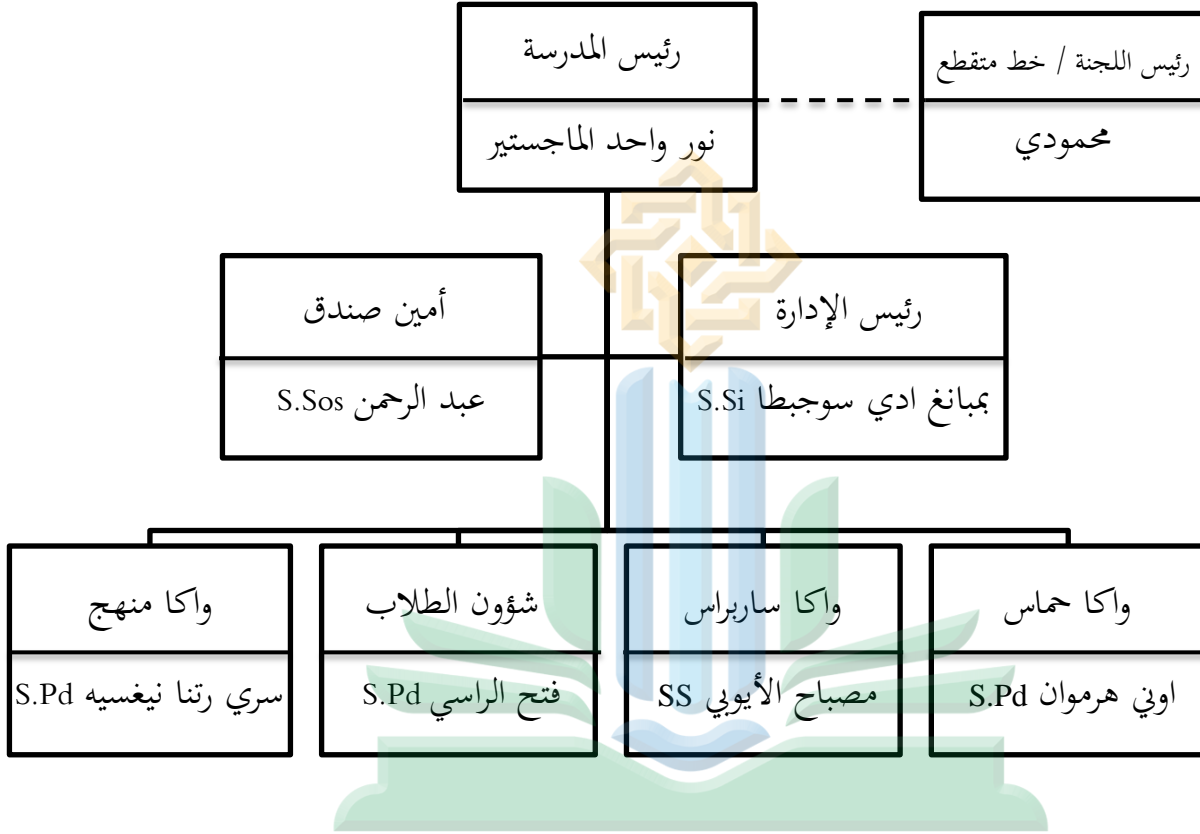 رئيس المدرسة
نور واحد الماجستير
رئيس اللجنة / خط متقطع
محمودي
رئيس الإدارة
بمبانغ ادي سوجبطا S.Si
أمين صندق
عبد الرحمن S.Sos
واكا حماس
اوني هرموان S.Pd
واكا ساربراس
مصباح الأيوبي SS
شؤون الطلاب
فتح الراسي S.Pd
واكا منهج
سري رتنا نيغسيه S.Pd